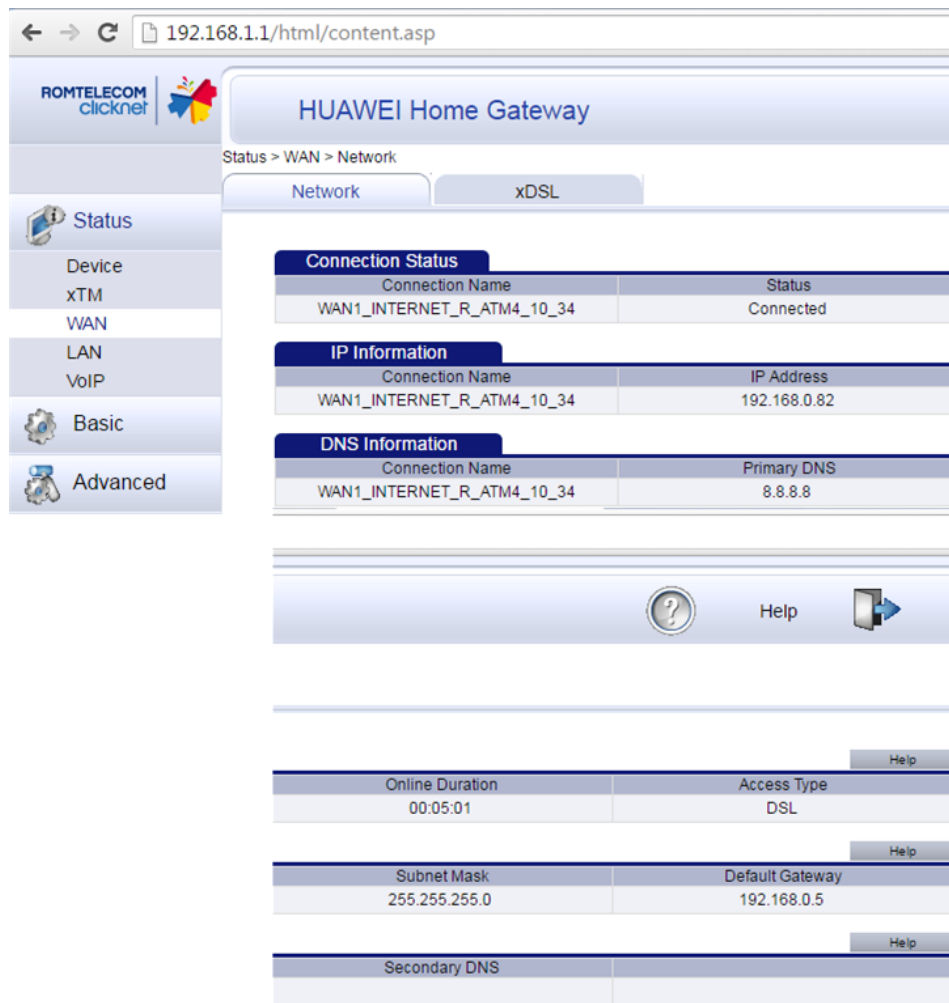 192.168.1.1/html/content.asp
ROMTELECOM
clicknet
HUAWEI Home Gateway
Status > WAN > Network
Network xDSL
Status
Device
xTM
WAN
LAN
VoIP
Basic
Advanced
Connection Status
Connection Name Status
WAN1_INTERNET_R_ATM4_10_34 Connected
IP Information
Connection Name IP Address
WAN1_INTERNET_R_ATM4_10_34 192.168.0.82
DNS Information
Connection Name Primary DNS
WAN1_INTERNET_R_ATM4_10_34 8.8.8.8
? Help
Help
Online Duration Access Type
00:05:01 DSL
Help
Subnet Mask Default Gateway
255.255.255.0 192.168.0.5
Help
Secondary DNS